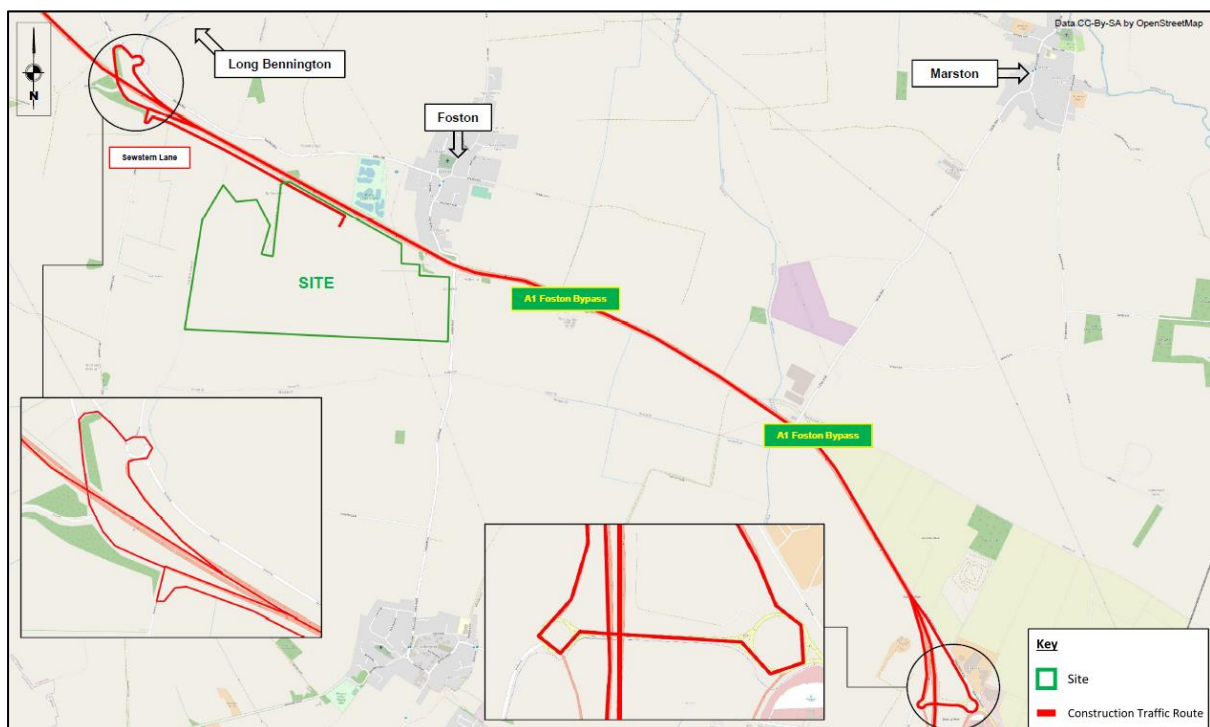 Data CC-By-SA by OpenStreetMap
N
Long Bennington
Marston
Foston
Sewstern Lane
SITE
A1 Foston Bypass
A1 Foston Bypass
Key
Site
Construction Traffic Route